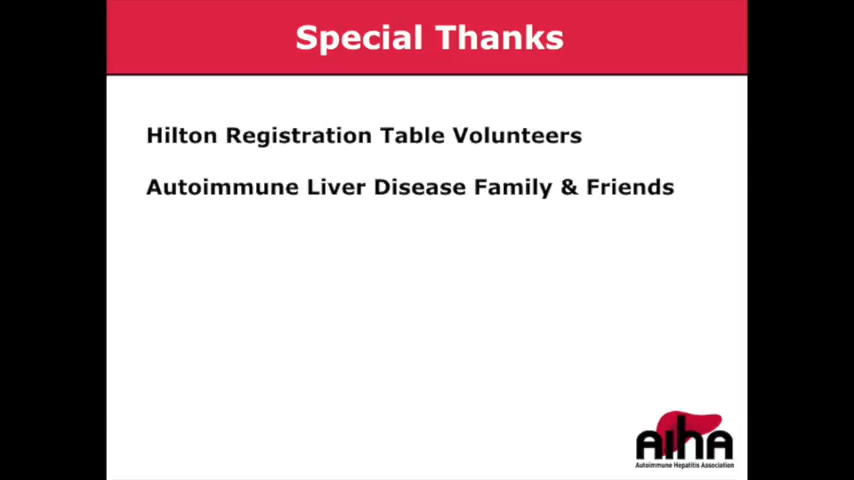 Special Thanks
Hilton Registration Table Volunteers
Autoimmune Liver Disease Family & Friends
AIHA
Autoimmune Hepatitis Association